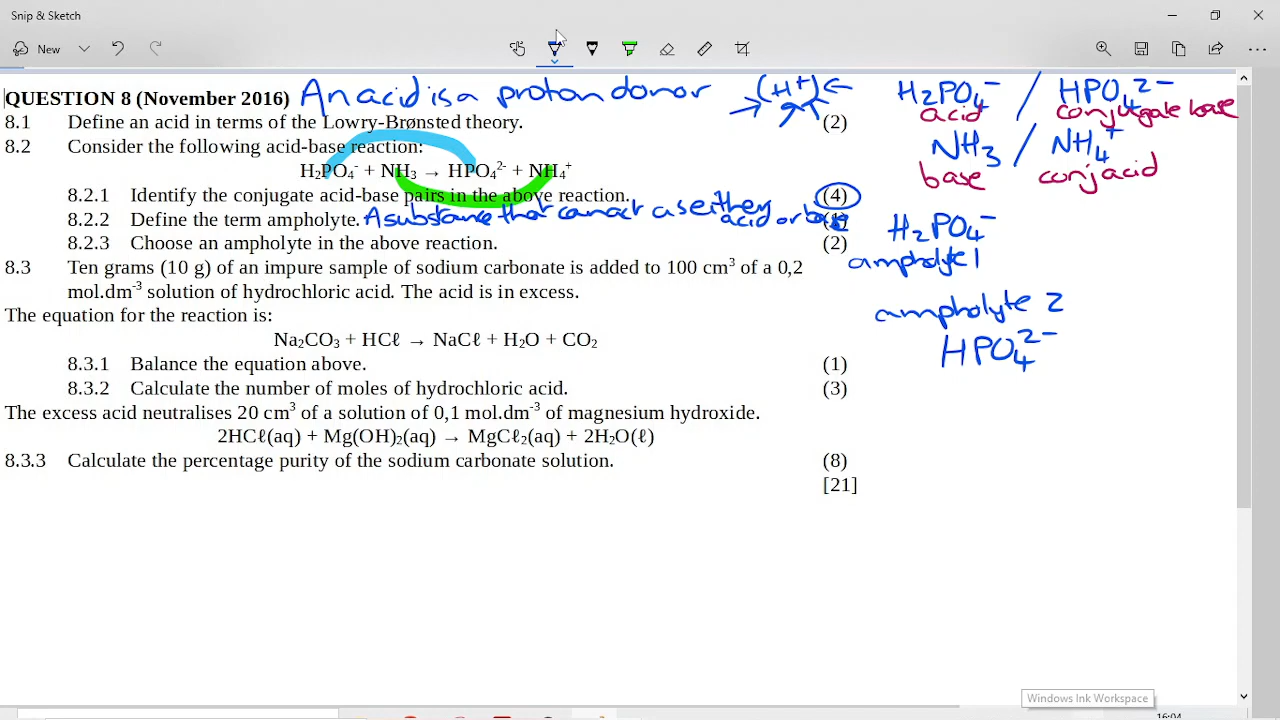 Snip & Sketch
New
QUESTION 8 (November 2016) An acid is a proton donor (H+)
8.1 Define an acid in terms of the Lowry-Brønsted theory. (2)
8.2 Consider the following acid-base reaction:
H₂PO₄⁻ + NH₃ → HPO₄²⁻ + NH₄⁺
8.2.1 Identify the conjugate acid-base pairs in the above reaction. (4)
8.2.2 Define the term ampholyte. A substance that can act as either acid or base
8.2.3 Choose an ampholyte in the above reaction. (2)
8.3 Ten grams (10 g) of an impure sample of sodium carbonate is added to 100 cm³ of a 0,2
mol.dm⁻³ solution of hydrochloric acid. The acid is in excess.
The equation for the reaction is:
Na₂CO₃ + HCℓ → NaCℓ + H₂O + CO₂
8.3.1 Balance the equation above. (1)
8.3.2 Calculate the number of moles of hydrochloric acid. (3)
The excess acid neutralises 20 cm³ of a solution of 0,1 mol.dm⁻³ of magnesium hydroxide.
2HCℓ(aq) + Mg(OH)₂(aq) → MgCℓ₂(aq) + 2H₂O(ℓ)
8.3.3 Calculate the percentage purity of the sodium carbonate solution. (8)
[21]
H₂PO₄⁻ / HPO₄²⁻
acid conjugate base
NH₃ / NH₄⁺
base conj acid
H₂PO₄⁻
ampholyte 1
ampholyte 2
HPO₄²⁻
Windows Ink Workspace
16:04